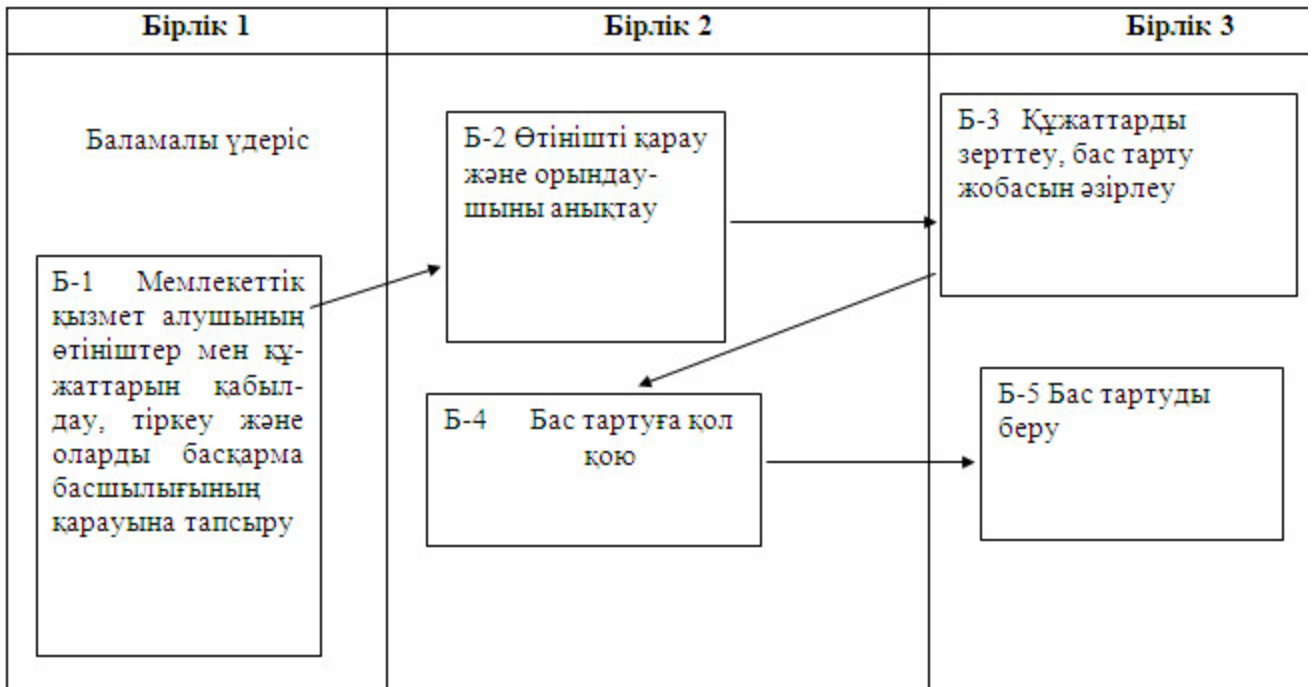 Бірлік 1
Бірлік 2
Бірлік 3
Баламалы үдеріс
Б-1 Мемлекеттік
қызмет алушының
өтініштер мен құ-
жаттарын қабыл-
дау, тіркеу және
оларды басқарма
басшылығының
қарауына тапсыру
Б-2 Өтінішті қарау
және орындау-
шыны анықтау
Б-3 Құжаттарды
зерттеу, бас тарту
жобасын әзірлеу
Б-4 Бас тартуға қол
қою
Б-5 Бас тартуды
беру